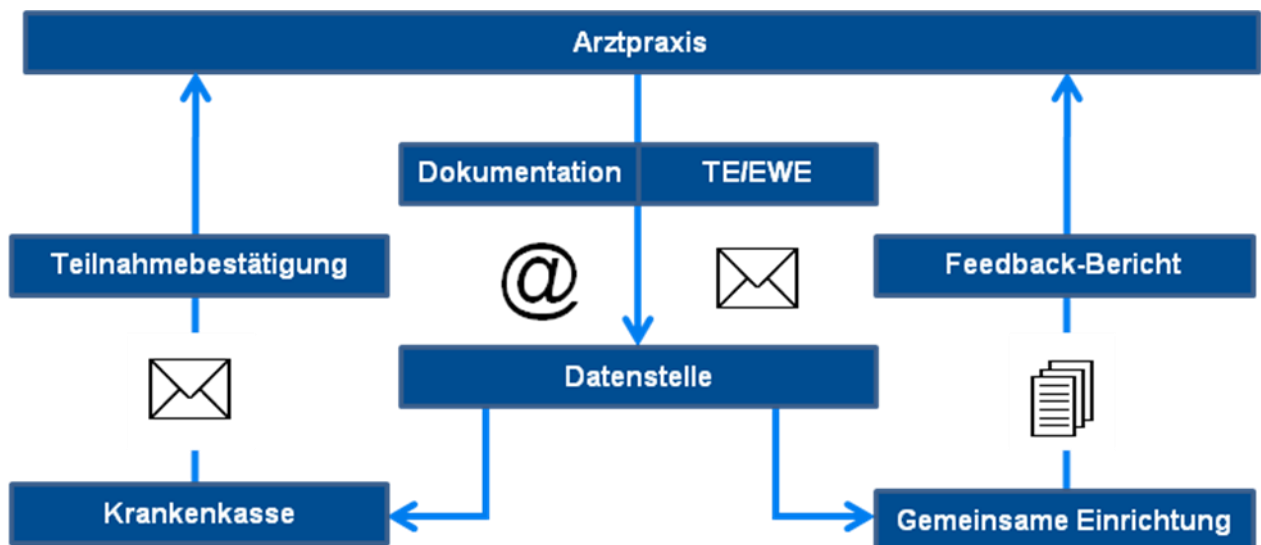 Arztpraxis
Dokumentation
TE/EWE
Teilnahmebestätigung
@
Feedback-Bericht
Datenstelle
Krankenkasse
Gemeinsame Einrichtung